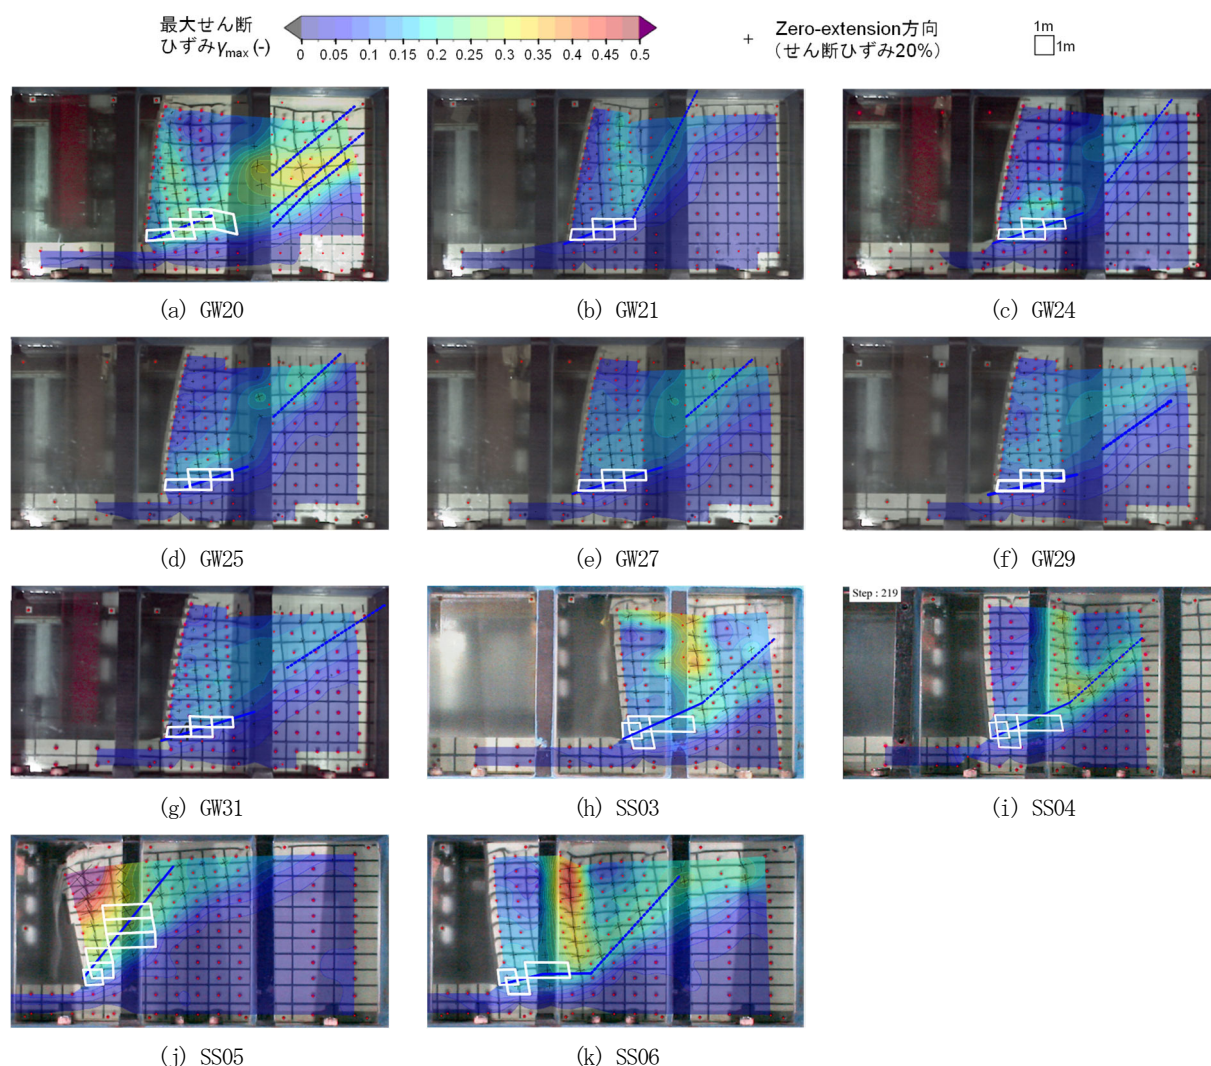 最大せん断
ひずみγmax (-)
0 0.05 0.1 0.15 0.2 0.25 0.3 0.35 0.4 0.45 0.5
+ Zero-extension方向
（せん断ひずみ20%）
1m
1m
(a) GW20
(b) GW21
(c) GW24
(d) GW25
(e) GW27
(f) GW29
Step : 219
(g) GW31
(h) SS03
(i) SS04
(j) SS05
(k) SS06